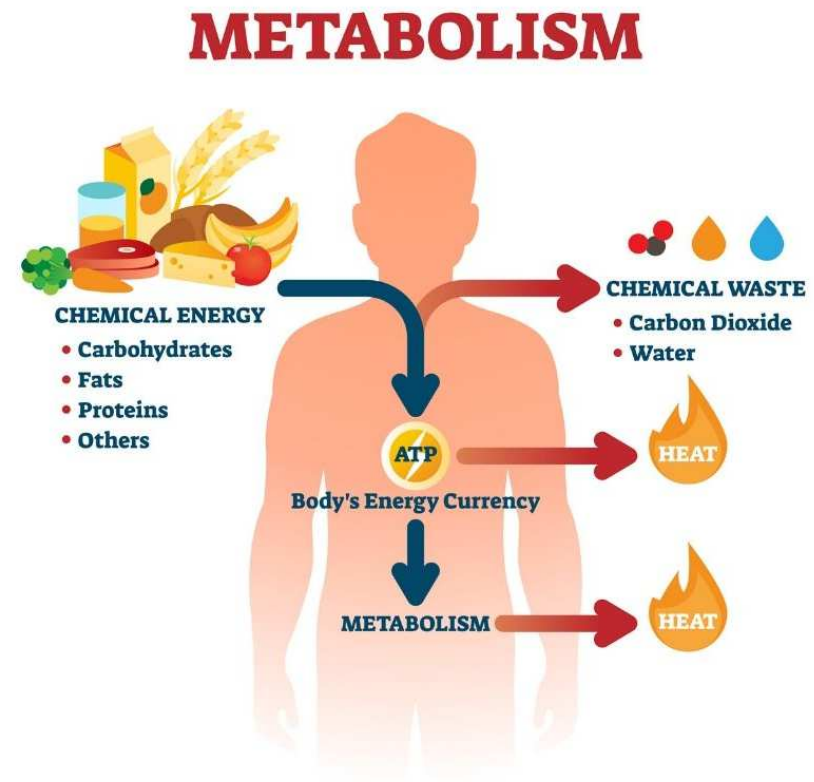 METABOLISM
CHEMICAL ENERGY
• Carbohydrates
• Fats
• Proteins
• Others
CHEMICAL WASTE
• Carbon Dioxide
• Water
ATP
HEAT
Body's Energy Currency
METABOLISM
HEAT